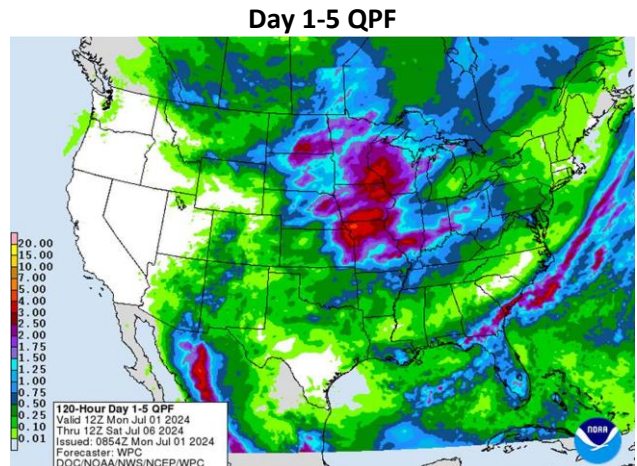 Day 1-5 QPF
20.00
15.00
10.00
7.00
5.00
4.00
3.00
2.50
2.00
1.75
1.50
1.25
1.00
0.75
0.50
0.25
0.10
0.01
120-Hour Day 1-5 QPF
Valid 12Z Mon Jul 01 2024
Thru 12Z Sat Jul 06 2024
Issued: 0854Z Mon Jul 01 2024
Forecaster: WPC
DOC/NOAA/NWS/NCEP/WPC
NOAA